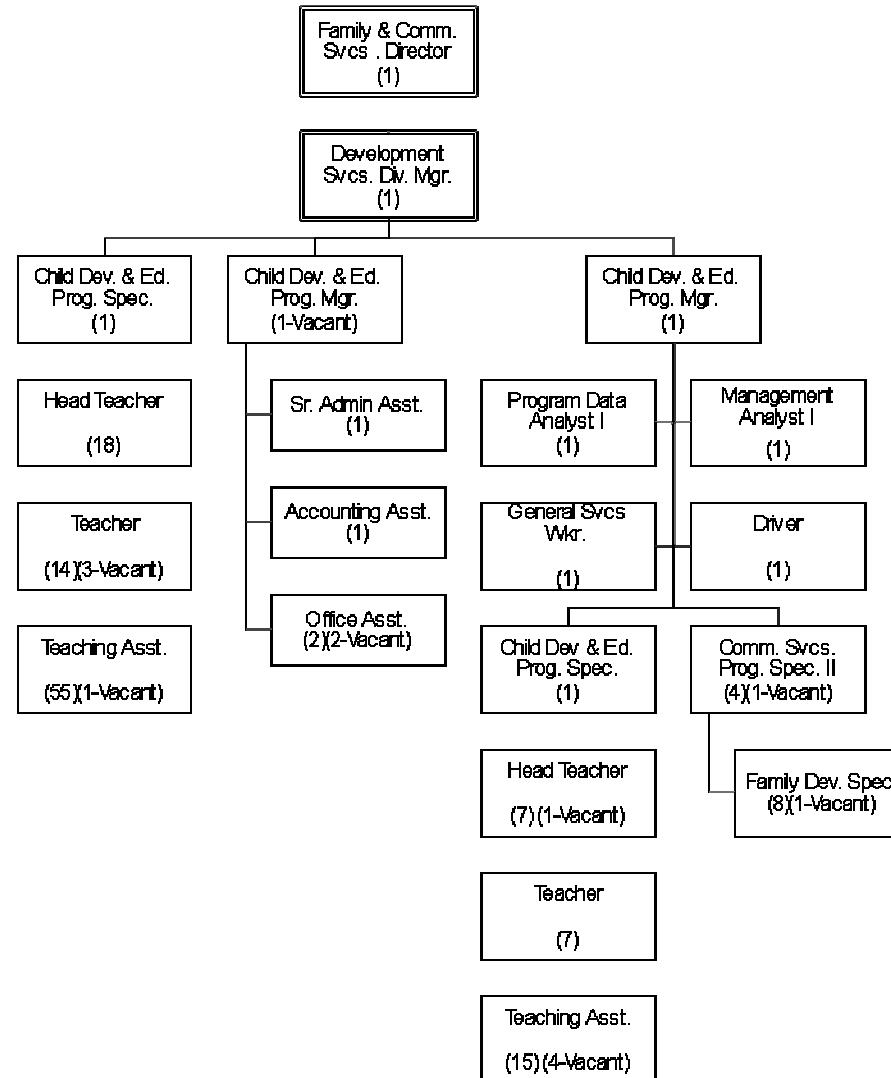 Family & Comm.
Svcs . Director
(1)
Development
Svcs. Div. Mgr.
(1)
Child Dev. & Ed.
Prog. Spec.
(1)
Child Dev. & Ed.
Prog. Mgr.
(1-Vacant)
Child Dev. & Ed.
Prog. Mgr.
(1)
Head Teacher
(18)
Sr. Admin Asst.
(1)
Program Data
Analyst I
(1)
Management
Analyst I
(1)
Teacher
(14)(3-Vacant)
Accounting Asst.
(1)
General Svcs
Wkr.
(1)
Driver
(1)
Teaching Asst.
(55)(1-Vacant)
Office Asst.
(2)(2-Vacant)
Child Dev & Ed.
Prog. Spec.
(1)
Comm. Svcs.
Prog. Spec. II
(4)(1-Vacant)
Head Teacher
(7)(1-Vacant)
Family Dev. Spec
(8)(1-Vacant)
Teacher
(7)
Teaching Asst.
(15)(4-Vacant)